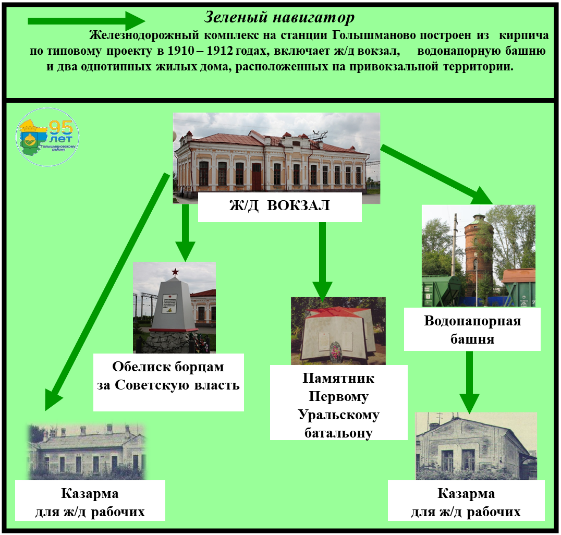 Зеленый навигатор
Железнодорожный комплекс на станции Голышманово построен из кирпича
по типовому проекту в 1910 – 1912 годах, включает ж/д вокзал, водонапорную башню
и два однотипных жилых дома, расположенных на привокзальной территории.
95
лет
Ж/Д ВОКЗАЛ
Обелиск борцам
за Советскую власть
Памятник
Первому
Уральскому
батальону
Водонапорная
башня
Казарма
для ж/д рабочих
Казарма
для ж/д рабочих